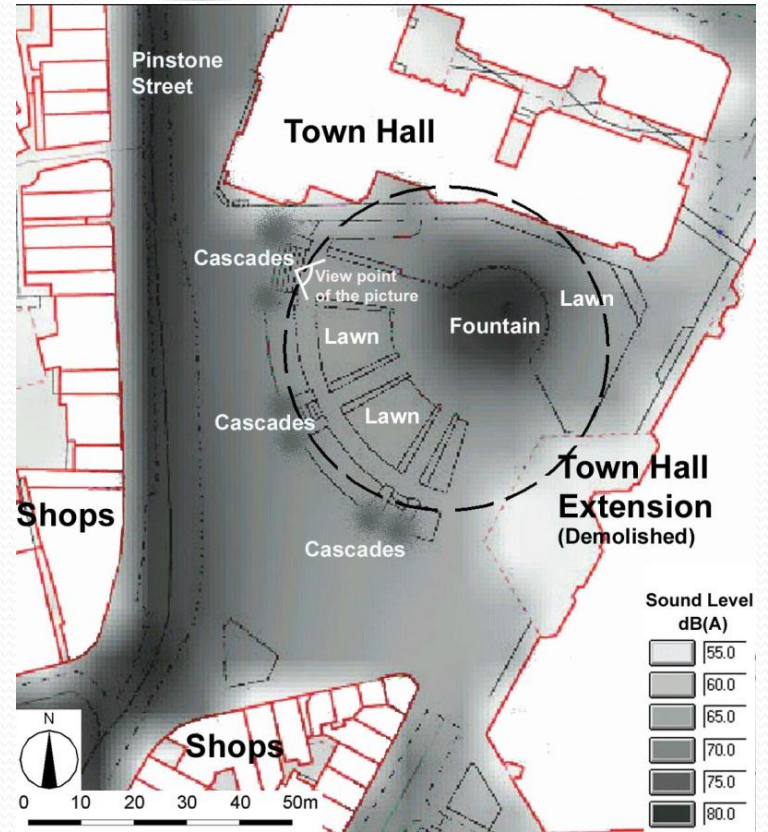 Pinstone
Street
Town Hall
Cascades
View point
of the picture
Lawn
Fountain
Lawn
Lawn
Cascades
Town Hall
Extension
(Demolished)
Shops
Cascades
Sound Level
dB(A)
55.0
60.0
65.0
70.0
75.0
80.0
N
Shops
0 10 20 30 40 50m